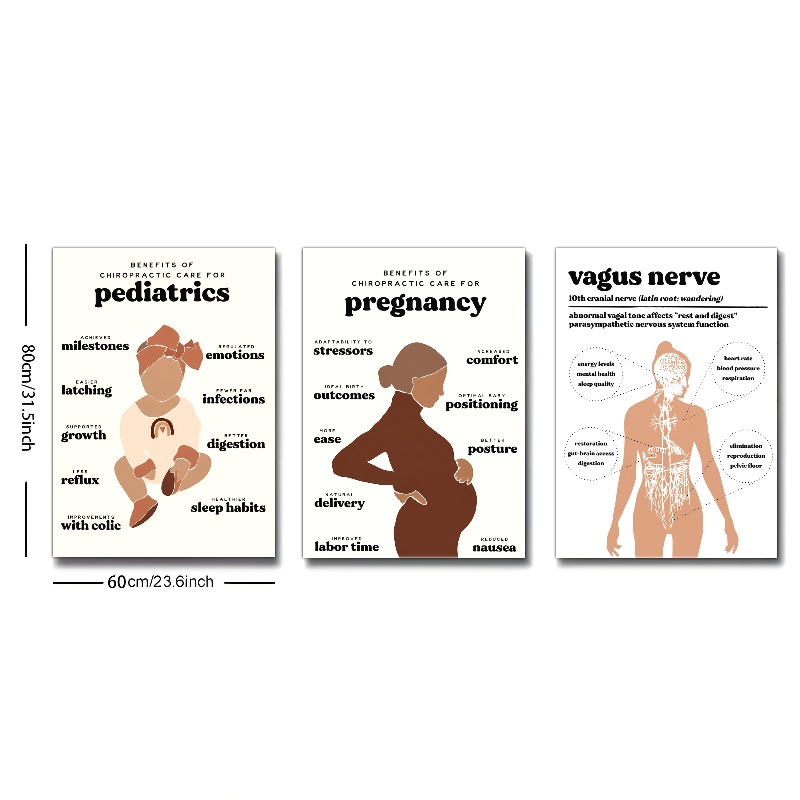 80cm/31.5inch
60cm/23.6inch
BENEFITS OF
CHIROPRACTIC CARE FOR
pediatrics
ACHIEVED
milestones
REGULATED
emotions
EASIER
latching
FEWER EAR
infections
SUPPORTED
growth
BETTER
digestion
LESS
reflux
HEALTHIER
sleep habits
IMPROVEMENTS
with colic
BENEFITS OF
CHIROPRACTIC CARE FOR
pregnancy
ADAPTABILITY TO
stressors
INCREASED
comfort
IDEAL BIRTH
outcomes
OPTIMAL BABY
positioning
MORE
ease
BETTER
posture
NATURAL
delivery
IMPROVED
labor time
REDUCED
nausea
vagus nerve
10th cranial nerve (latin root: wandering)
abnormal vagal tone affects "rest and digest"
parasympathetic nervous system function
energy levels
mental health
sleep quality
heart rate
blood pressure
respiration
restoration
gut-brain access
digestion
elimination
reproduction
pelvic floor